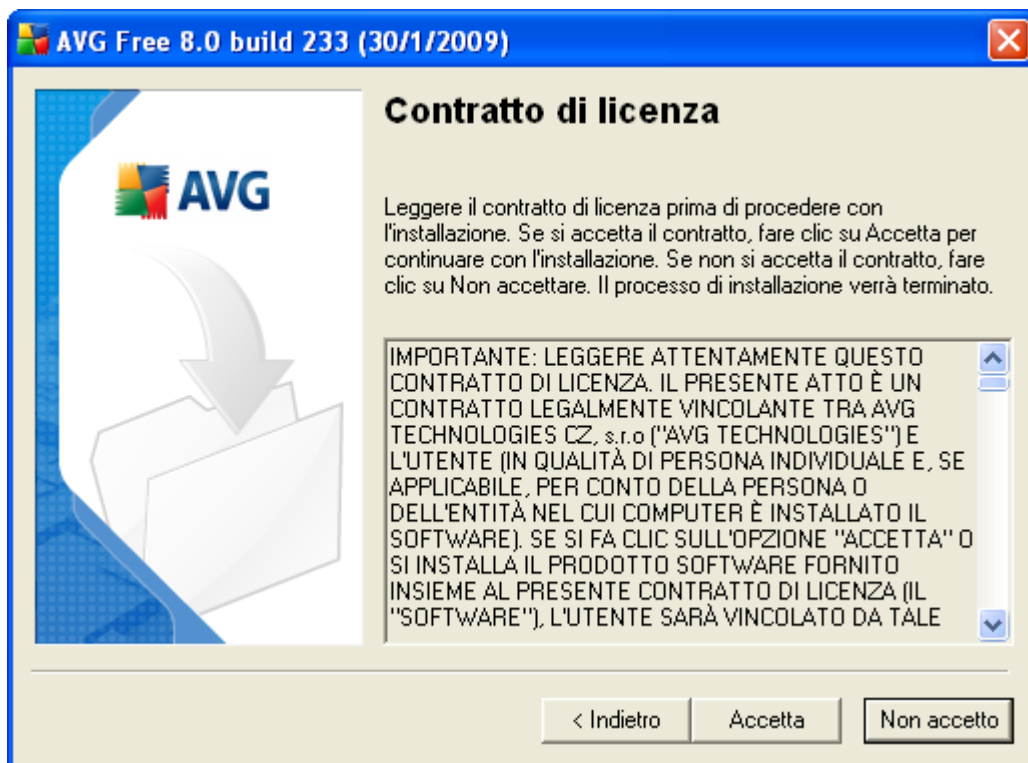 AVG Free 8.0 build 233 (30/1/2009)
AVG
Contratto di licenza
Leggere il contratto di licenza prima di procedere con
l'installazione. Se si accetta il contratto, fare clic su Accetta per
continuare con l'installazione. Se non si accetta il contratto, fare
clic su Non accettare. Il processo di installazione verrà terminato.
IMPORTANTE: LEGGERE ATTENTAMENTE QUESTO
CONTRATTO DI LICENZA. IL PRESENTE ATTO È UN
CONTRATTO LEGALMENTE VINCOLANTE TRA AVG
TECHNOLOGIES CZ, s.r.o ("AVG TECHNOLOGIES") E
L'UTENTE (IN QUALITÀ DI PERSONA INDIVIDUALE E, SE
APPLICABILE, PER CONTO DELLA PERSONA O
DELL'ENTITÀ NEL CUI COMPUTER È INSTALLATO IL
SOFTWARE). SE SI FA CLIC SULL'OPZIONE "ACCETTA" O
SI INSTALLA IL PRODOTTO SOFTWARE FORNITO
INSIEME AL PRESENTE CONTRATTO DI LICENZA (IL
"SOFTWARE"), L'UTENTE SARÀ VINCOLATO DA TALE
< Indietro
Accetta
Non accetto